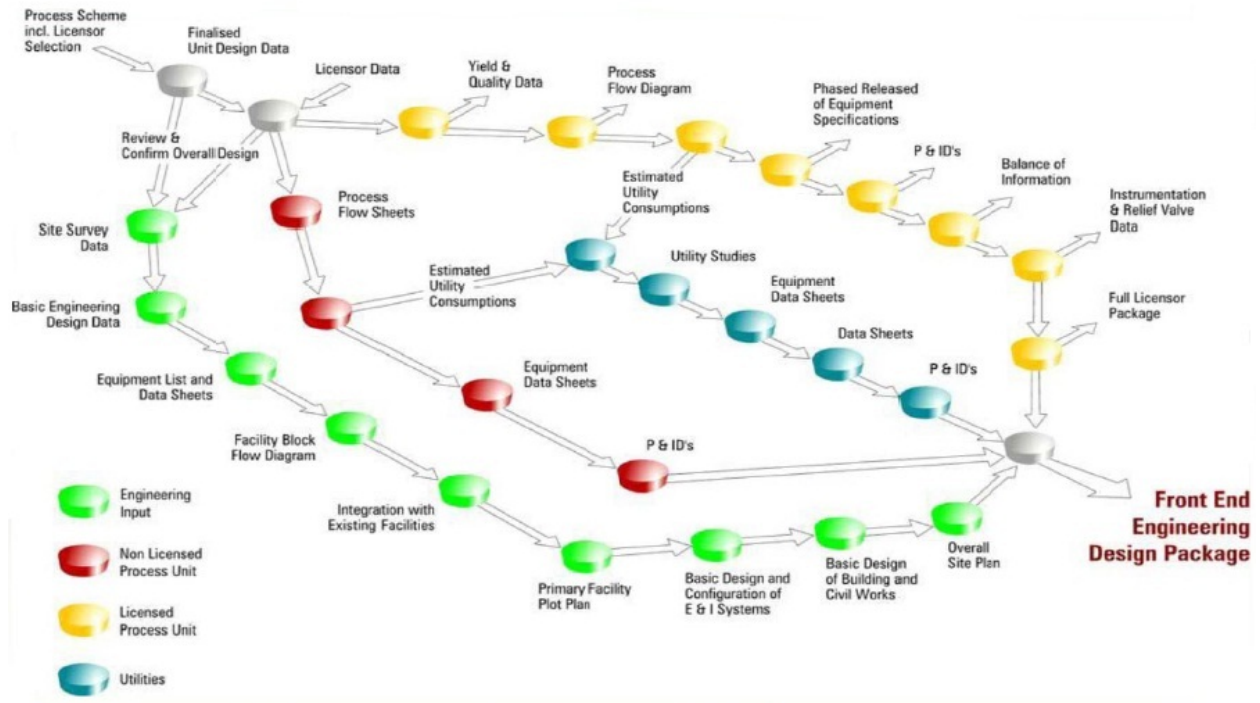 Process Scheme
incl. Licensor
Selection
Finalised
Unit Design Data
Licensor Data
Yield &
Quality Data
Process
Flow Diagram
Phased Released
of Equipment
Specifications
P & ID's
Balance of
Information
Instrumentation
& Relief Valve
Data
Review &
Confirm Overall Design
Estimated
Utility
Consumptions
Process
Flow Sheets
Site Survey
Data
Utility Studies
Estimated
Utility
Consumptions
Equipment
Data Sheets
Full Licensor
Package
Basic Engineering
Design Data
Data Sheets
Equipment List and
Data Sheets
Equipment
Data Sheets
P & ID's
Facility Block
Flow Diagram
P & ID's
Integration with
Existing Facilities
Front End
Engineering
Design Package
Primary Facility
Plot Plan
Basic Design and
Configuration of
E & I Systems
Basic Design
of Building and
Civil Works
Overall
Site Plan
Engineering
Input
Non Licensed
Process Unit
Licensed
Process Unit
Utilities